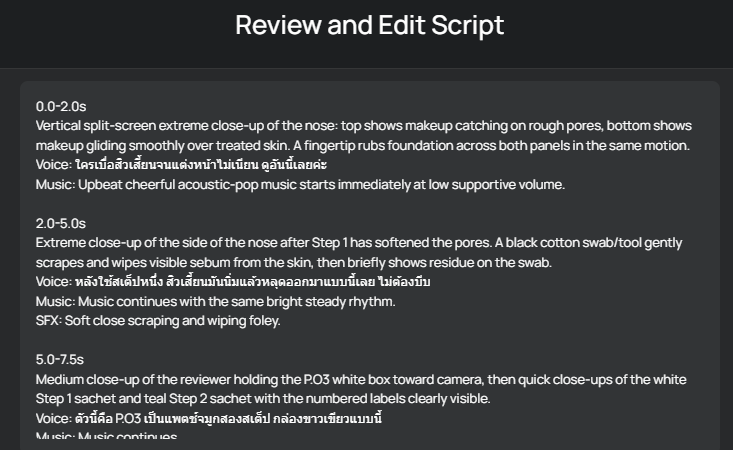 Review and Edit Script
0.0-2.0s
Vertical split-screen extreme close-up of the nose: top shows makeup catching on rough pores, bottom shows
makeup gliding smoothly over treated skin. A fingertip rubs foundation across both panels in the same motion.
Voice: ใครเบื่อสิวเสี้ยนจนแต่งหน้าไม่เนียน ดูอันนี้เลยค่ะ
Music: Upbeat cheerful acoustic-pop music starts immediately at low supportive volume.
2.0-5.0s
Extreme close-up of the side of the nose after Step 1 has softened the pores. A black cotton swab/tool gently
scrapes and wipes visible sebum from the skin, then briefly shows residue on the swab.
Voice: หลังใช้สเต็ปหนึ่ง สิวเสี้ยนมันนิ่มแล้วหลุดออกมาแบบนี้เลย ไม่ต้องบีบ
Music: Music continues with the same bright steady rhythm.
SFX: Soft close scraping and wiping foley.
5.0-7.5s
Medium close-up of the reviewer holding the P.O3 white box toward camera, then quick close-ups of the white
Step 1 sachet and teal Step 2 sachet with the numbered labels clearly visible.
Voice: ตัวนี้คือ P.O3 เป็นแพตช์จมูกสองสเต็ป กล่องขาวเขียวแบบนี้
Music: Music continues